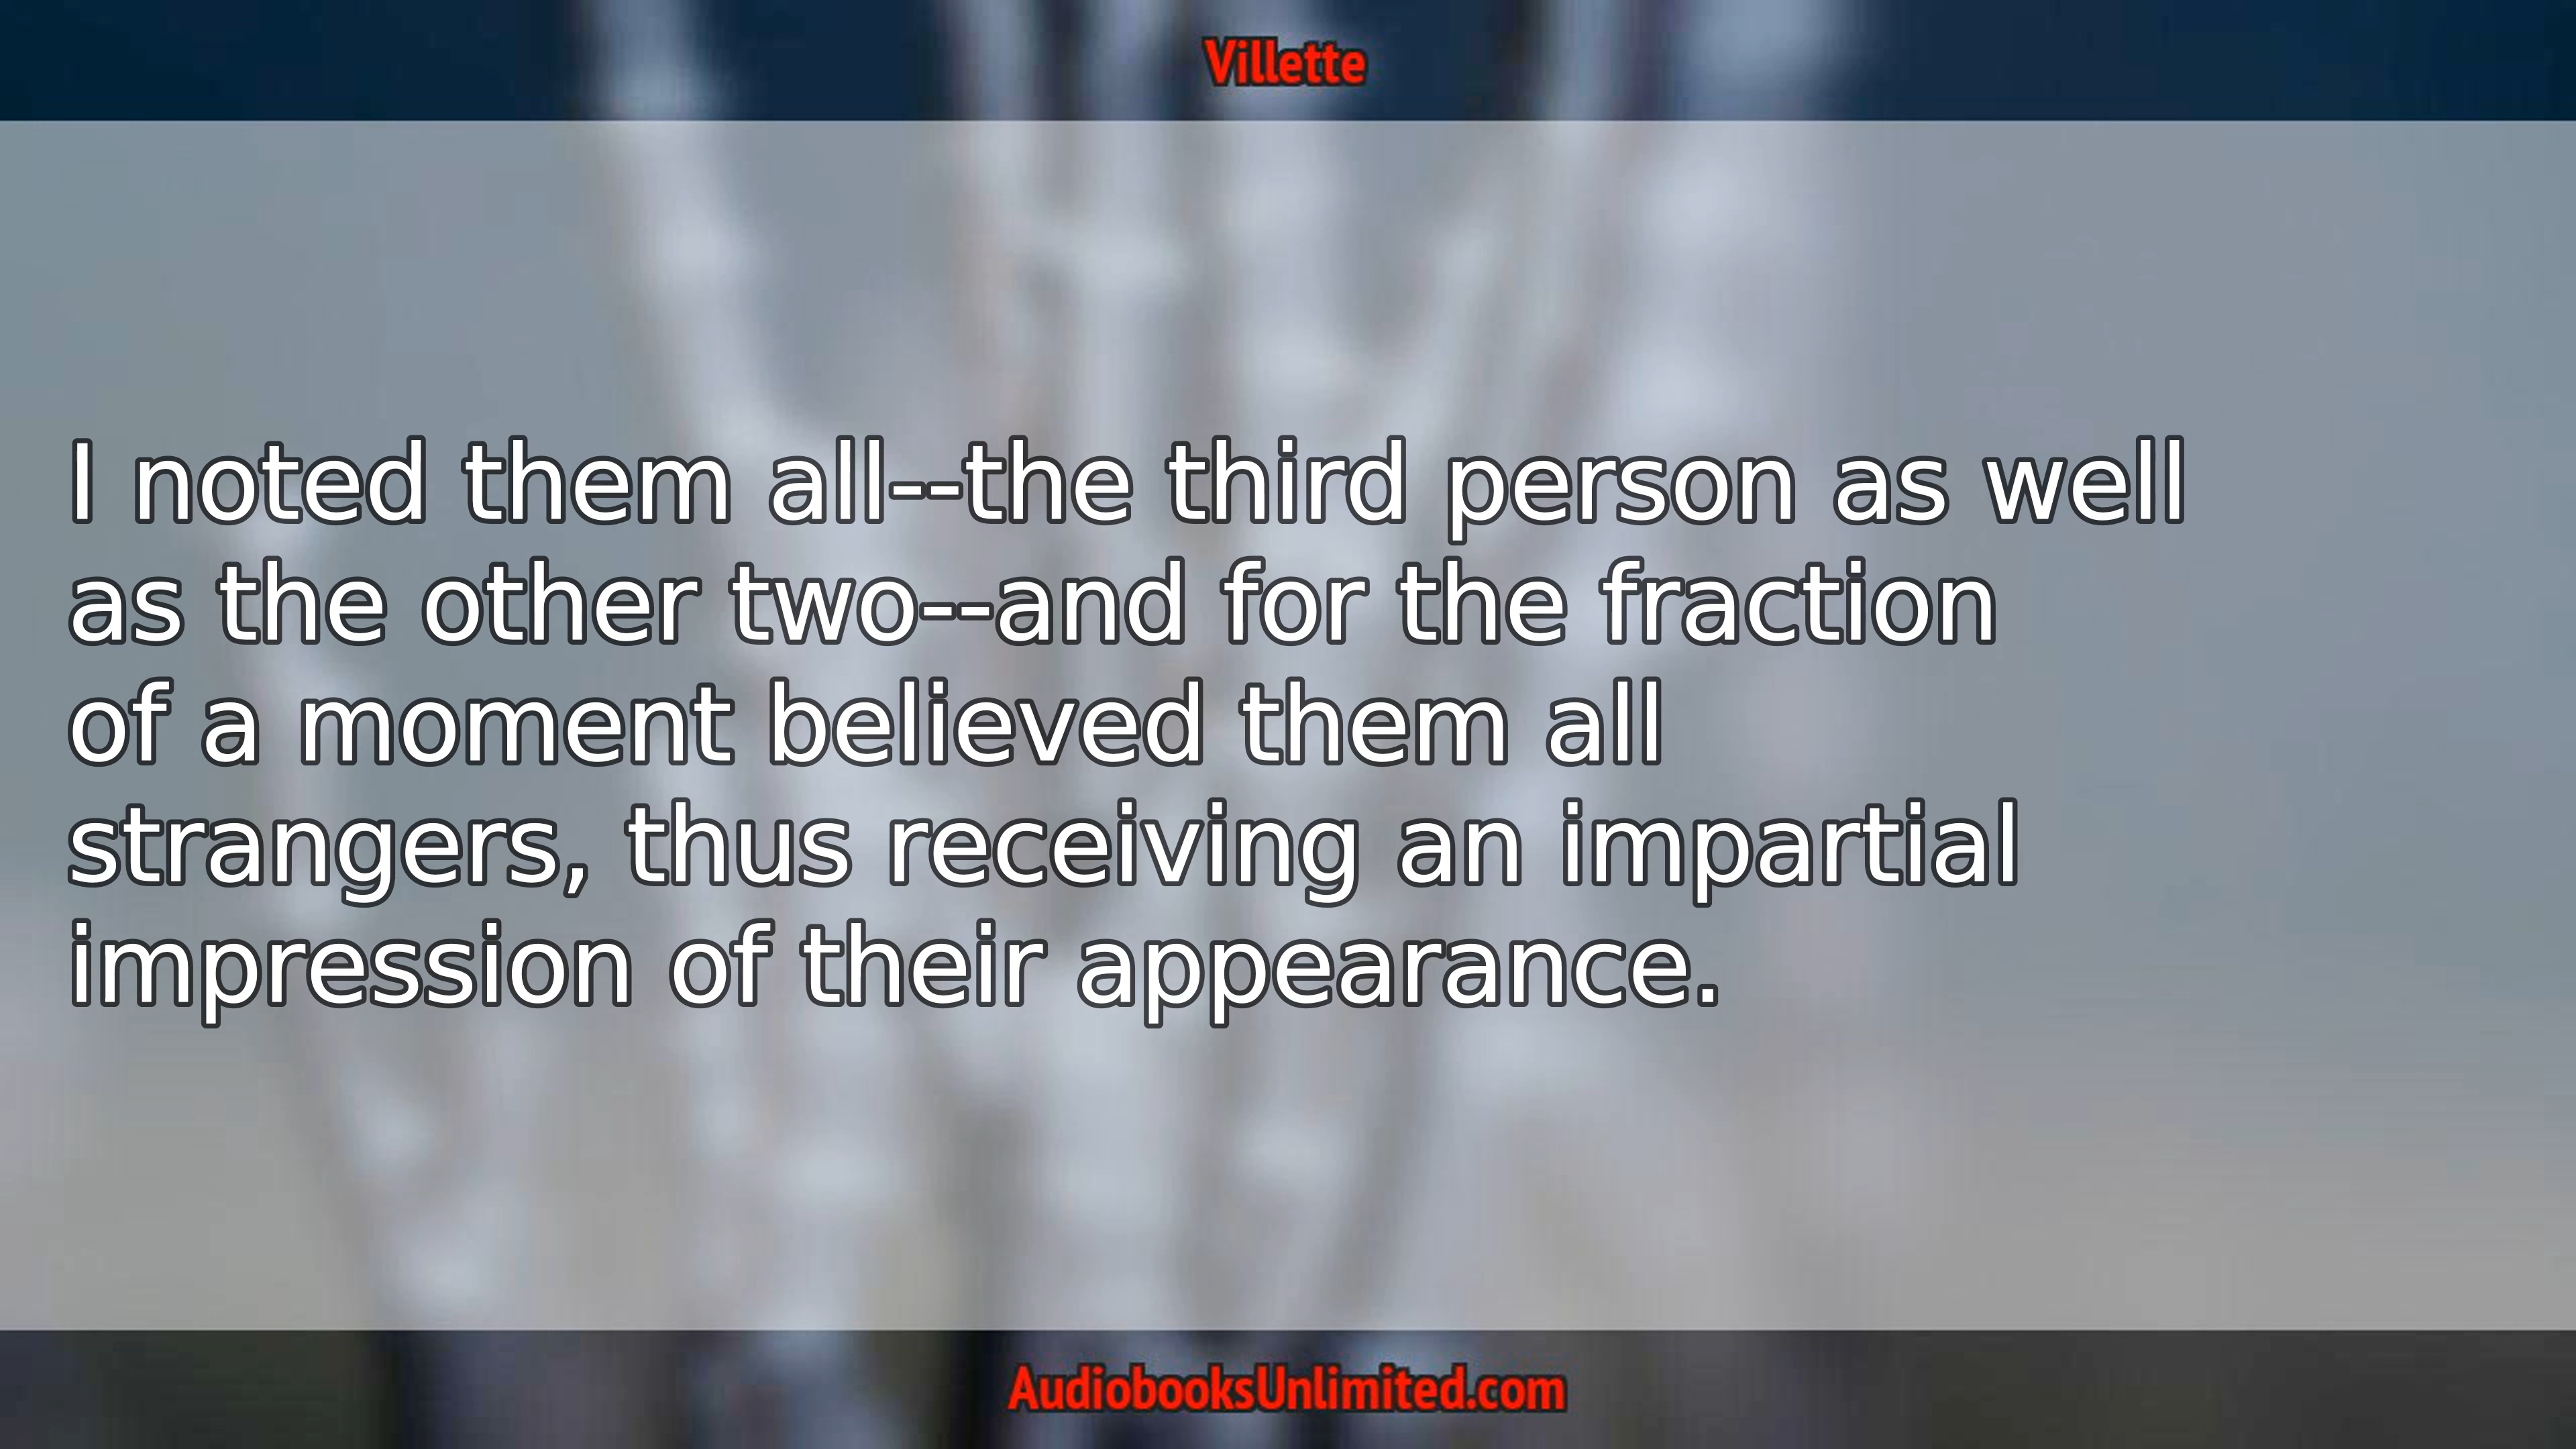 Villette
I noted them all--the third person as well
as the other two--and for the fraction
of a moment believed them all
strangers, thus receiving an impartial
impression of their appearance.
AudiobooksUnlimited.com